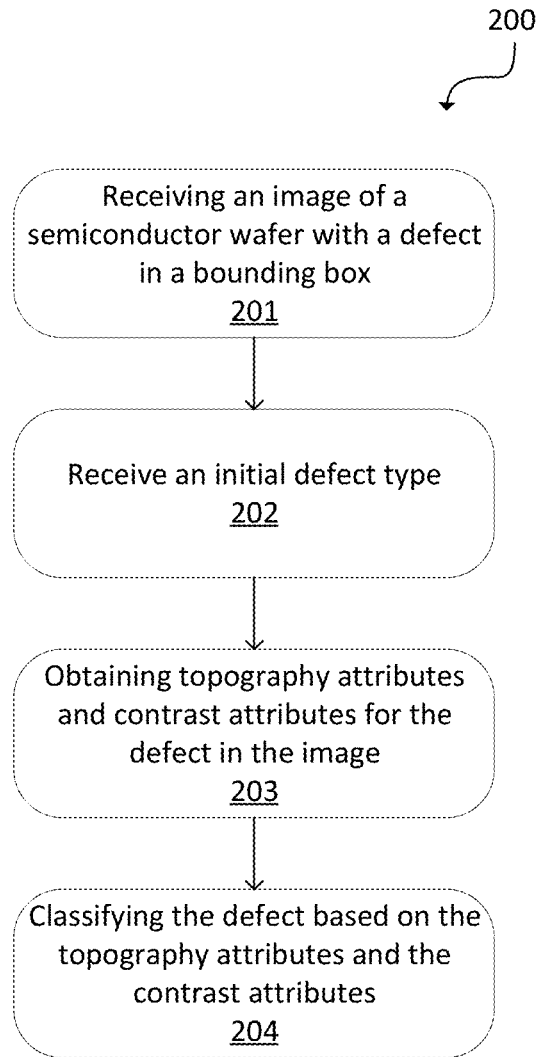 200
Receiving an image of a
semiconductor wafer with a defect
in a bounding box
201
Receive an initial defect type
202
Obtaining topography attributes
and contrast attributes for the
defect in the image
203
Classifying the defect based on the
topography attributes and the
contrast attributes
204